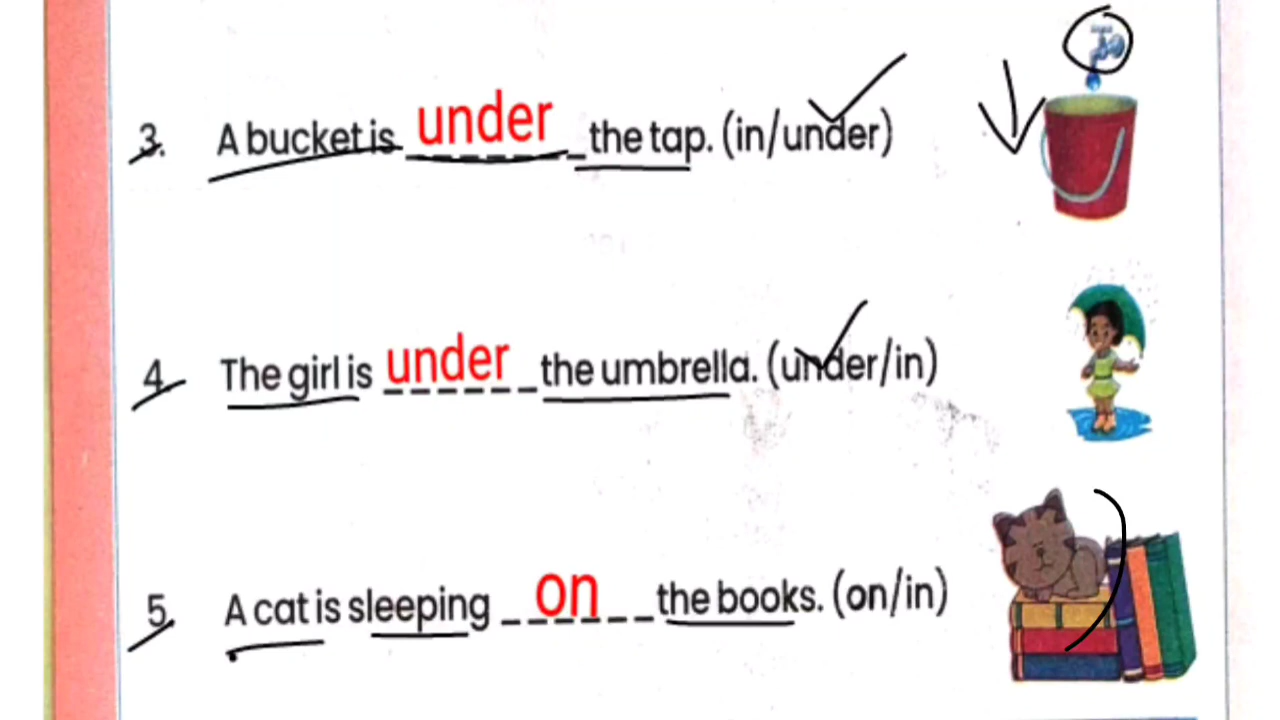 3. A bucket is under the tap. (in/under)
4. The girl is under the umbrella. (under/in)
5. A cat is sleeping on the books. (on/in)